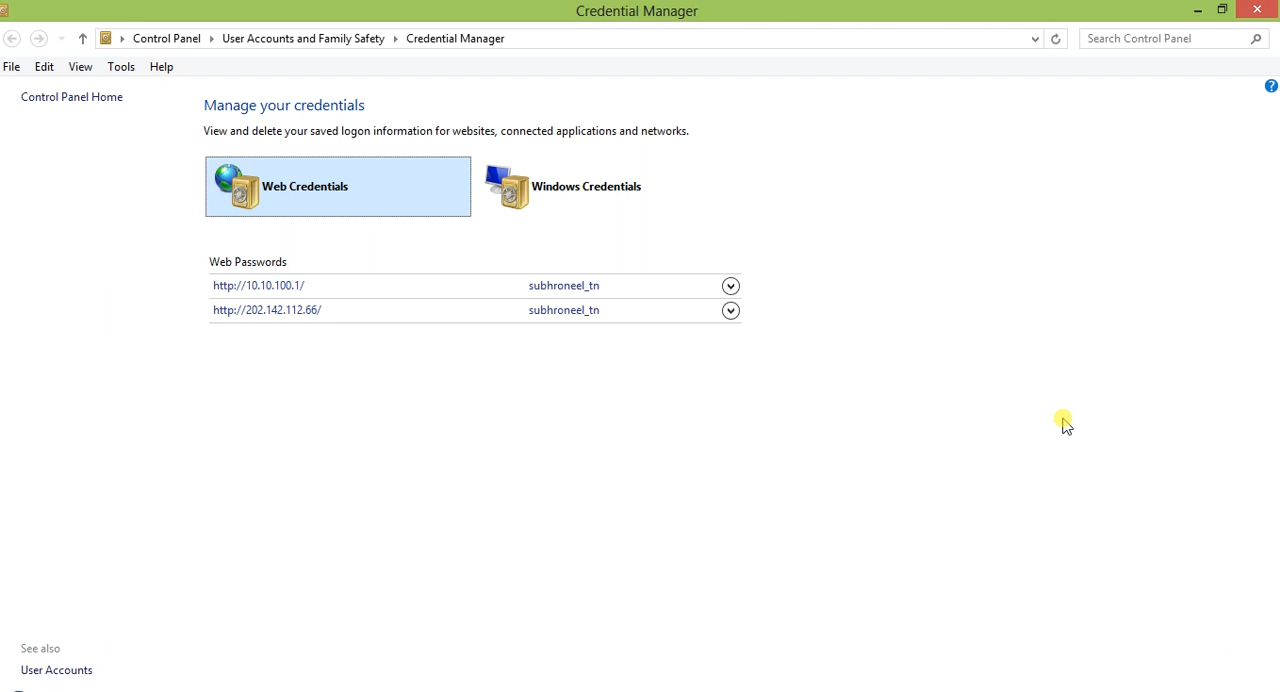 Credential Manager
Control Panel User Accounts and Family Safety Credential Manager
Search Control Panel
File Edit View Tools Help
Control Panel Home
Manage your credentials
View and delete your saved logon information for websites, connected applications and networks.
Web Credentials
Windows Credentials
Web Passwords
http://10.10.100.1/ subhroneel_tn
http://202.142.112.66/ subhroneel_tn
See also
User Accounts